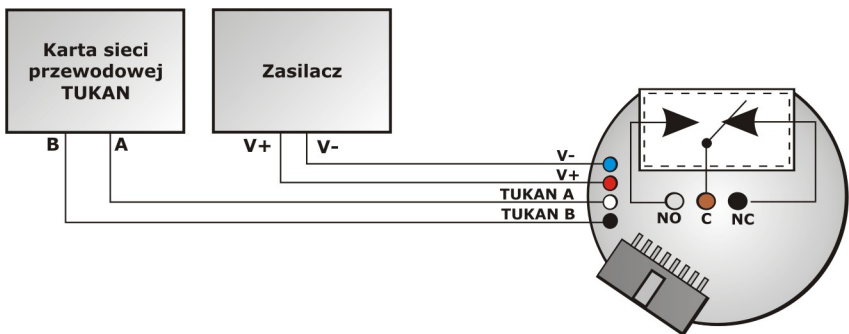 Karta sieci
przewodowej
TUKAN
Zasilacz
B
A
V+
V-
V-
V+
TUKAN A
TUKAN B
NO
C
NC